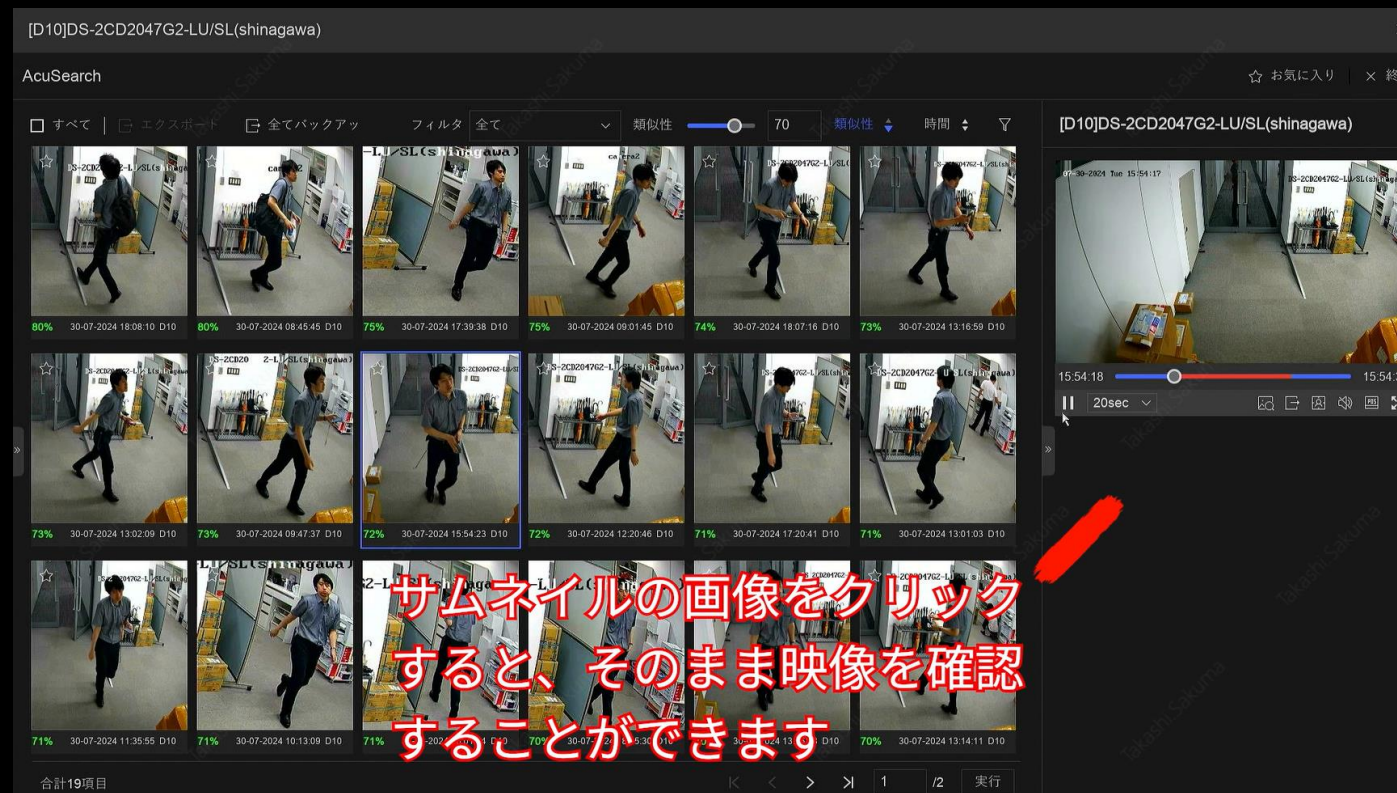 [D10]DS-2CD2047G2-LU/SL(shinagawa)
AcuSearch
お気に入り
すべて
エクスポート
全てバックアッ
フィルタ
全て
類似性
70
類似性
時間
[D10]DS-2CD2047G2-LU/SL(shinagawa)
07-30-2024 Tue 15:54:17
80% 30-07-2024 18:08:10 D10
80% 30-07-2024 08:45:45 D10
75% 30-07-2024 17:39:38 D10
75% 30-07-2024 09:01:45 D10
74% 30-07-2024 18:07:16 D10
73% 30-07-2024 13:16:59 D10
15:54:18
20sec
73% 30-07-2024 13:02:09 D10
73% 30-07-2024 09:47:37 D10
72% 30-07-2024 15:54:23 D10
72% 30-07-2024 12:20:46 D10
71% 30-07-2024 17:20:41 D10
71% 30-07-2024 13:01:03 D10
サムネイルの画像をクリック
すると、そのまま映像を確認
することができます
71% 30-07-2024 11:35:55 D10
71% 30-07-2024 10:13:09 D10
71%
70%
70% 30-07-2024 13:14:11 D10
合計19項目
1
/2
実行
Takashi Sakuma